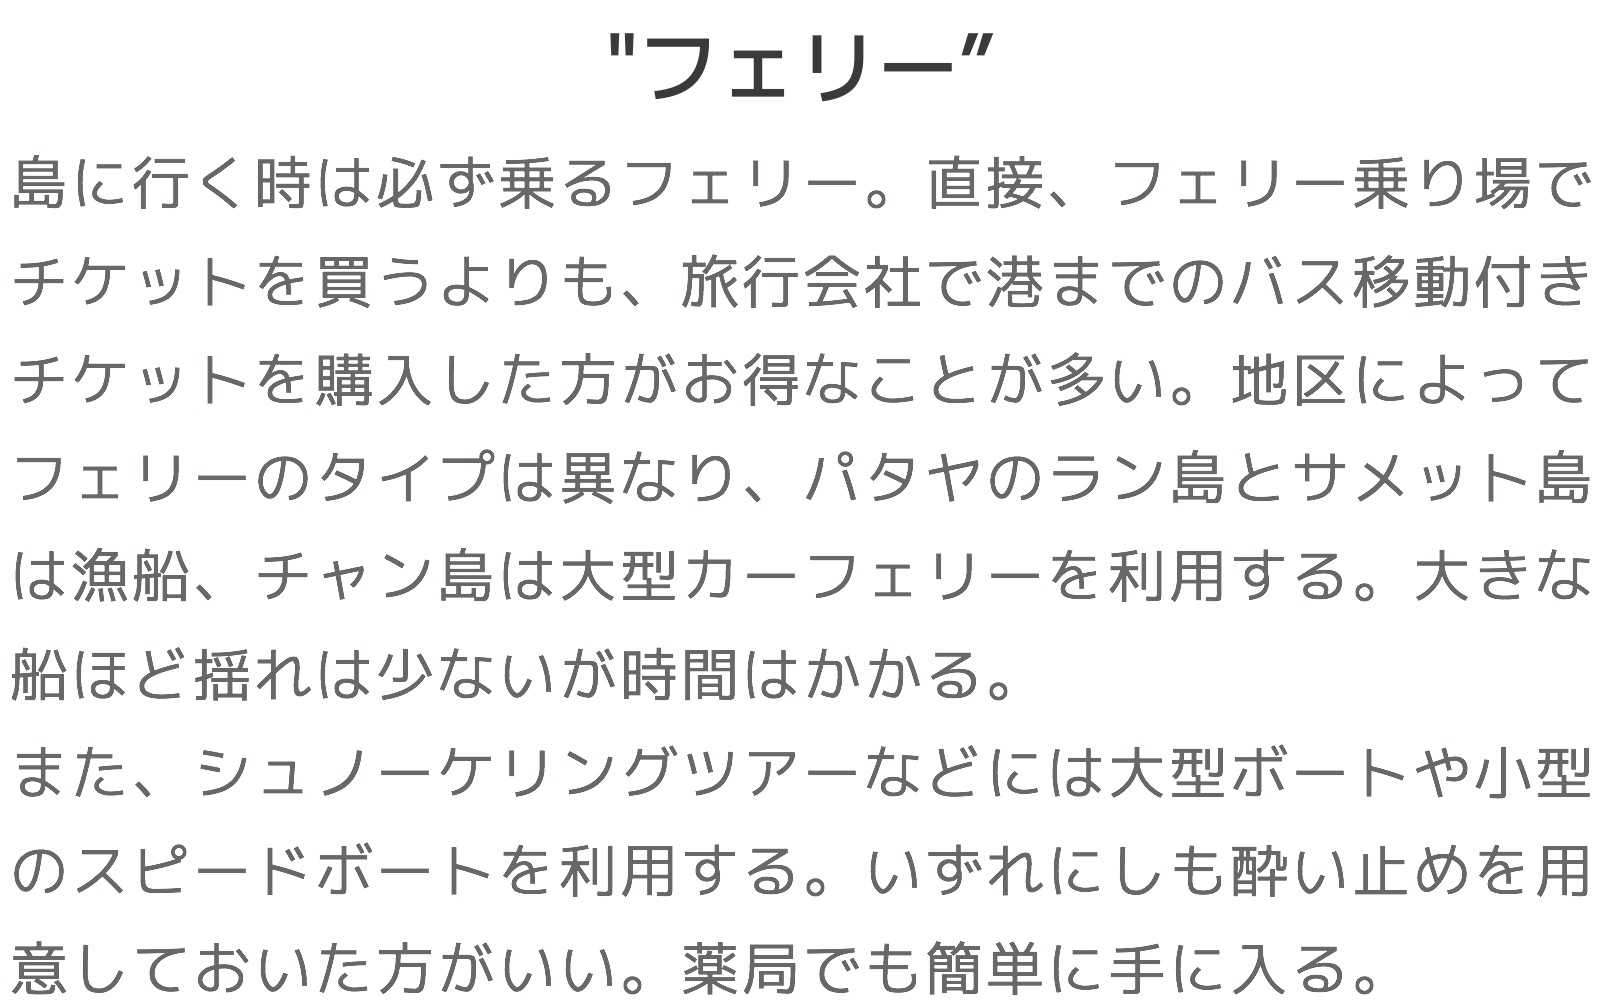 "フェリー”
島に行く時は必ず乗るフェリー。直接、フェリー乗り場で
チケットを買うよりも、旅行会社で港までのバス移動付き
チケットを購入した方がお得なことが多い。地区によって
フェリーのタイプは異なり、パタヤのラン島とサメット島
は漁船、チャン島は大型カーフェリーを利用する。大きな
船ほど揺れは少ないが時間はかかる。
また、シュノーケリングツアーなどには大型ボートや小型
のスピードボートを利用する。いずれにしも酔い止めを用
意しておいた方がいい。薬局でも簡単に手に入る。